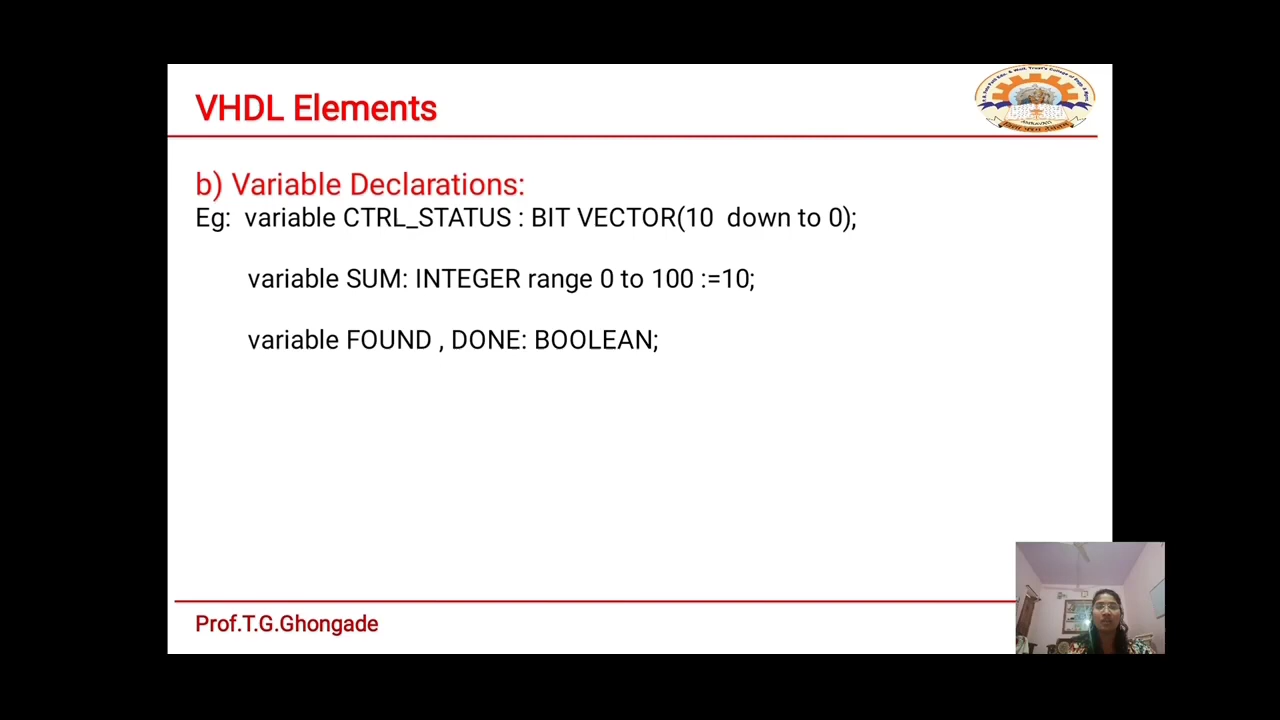 VHDL Elements
b) Variable Declarations:
Eg: variable CTRL_STATUS : BIT VECTOR(10 down to 0);
variable SUM: INTEGER range 0 to 100 :=10;
variable FOUND , DONE: BOOLEAN;
Prof.T.G.Ghongade